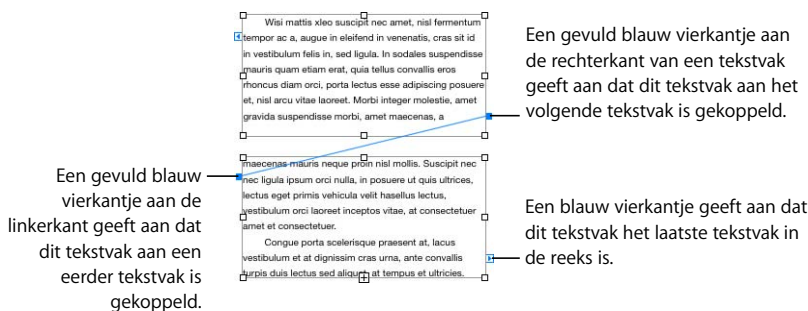 Wisi mattis xleo suscipit nec amet, nisl fermentum
tempor ac a, augue in eleifend in venenatis, cras sit id
in vestibulum felis in, sed ligula. In sodales suspendisse
mauris quam etiam erat, quia tellus convallis eros
rhoncus diam orci, porta lectus esse adipiscing posuere
et, nisl arcu vitae laoreet. Morbi integer molestie, amet
gravida suspendisse morbi, amet maecenas, a
Een gevuld blauw vierkantje aan
de rechterkant van een tekstvak
geeft aan dat dit tekstvak aan het
volgende tekstvak is gekoppeld.
Een gevuld blauw
vierkantje aan de
linkerkant geeft aan dat
dit tekstvak aan een
eerder tekstvak is
gekoppeld.
maecenas mauris neque proin nisl mollis. Suscipit nec
nec ligula ipsum orci nulla, in posuere ut quis ultrices,
lectus eget primis vehicula velit hasellus lectus,
vestibulum orci laoreet inceptos vitae, at consectetuer
amet et consectetuer.
Congue porta scelerisque praesent at, lacus
vestibulum et at dignissim cras urna, ante convallis
turpis duis lectus sed aliquet at tempus et ultricies.
Een blauw vierkantje geeft aan dat
dit tekstvak het laatste tekstvak in
de reeks is.